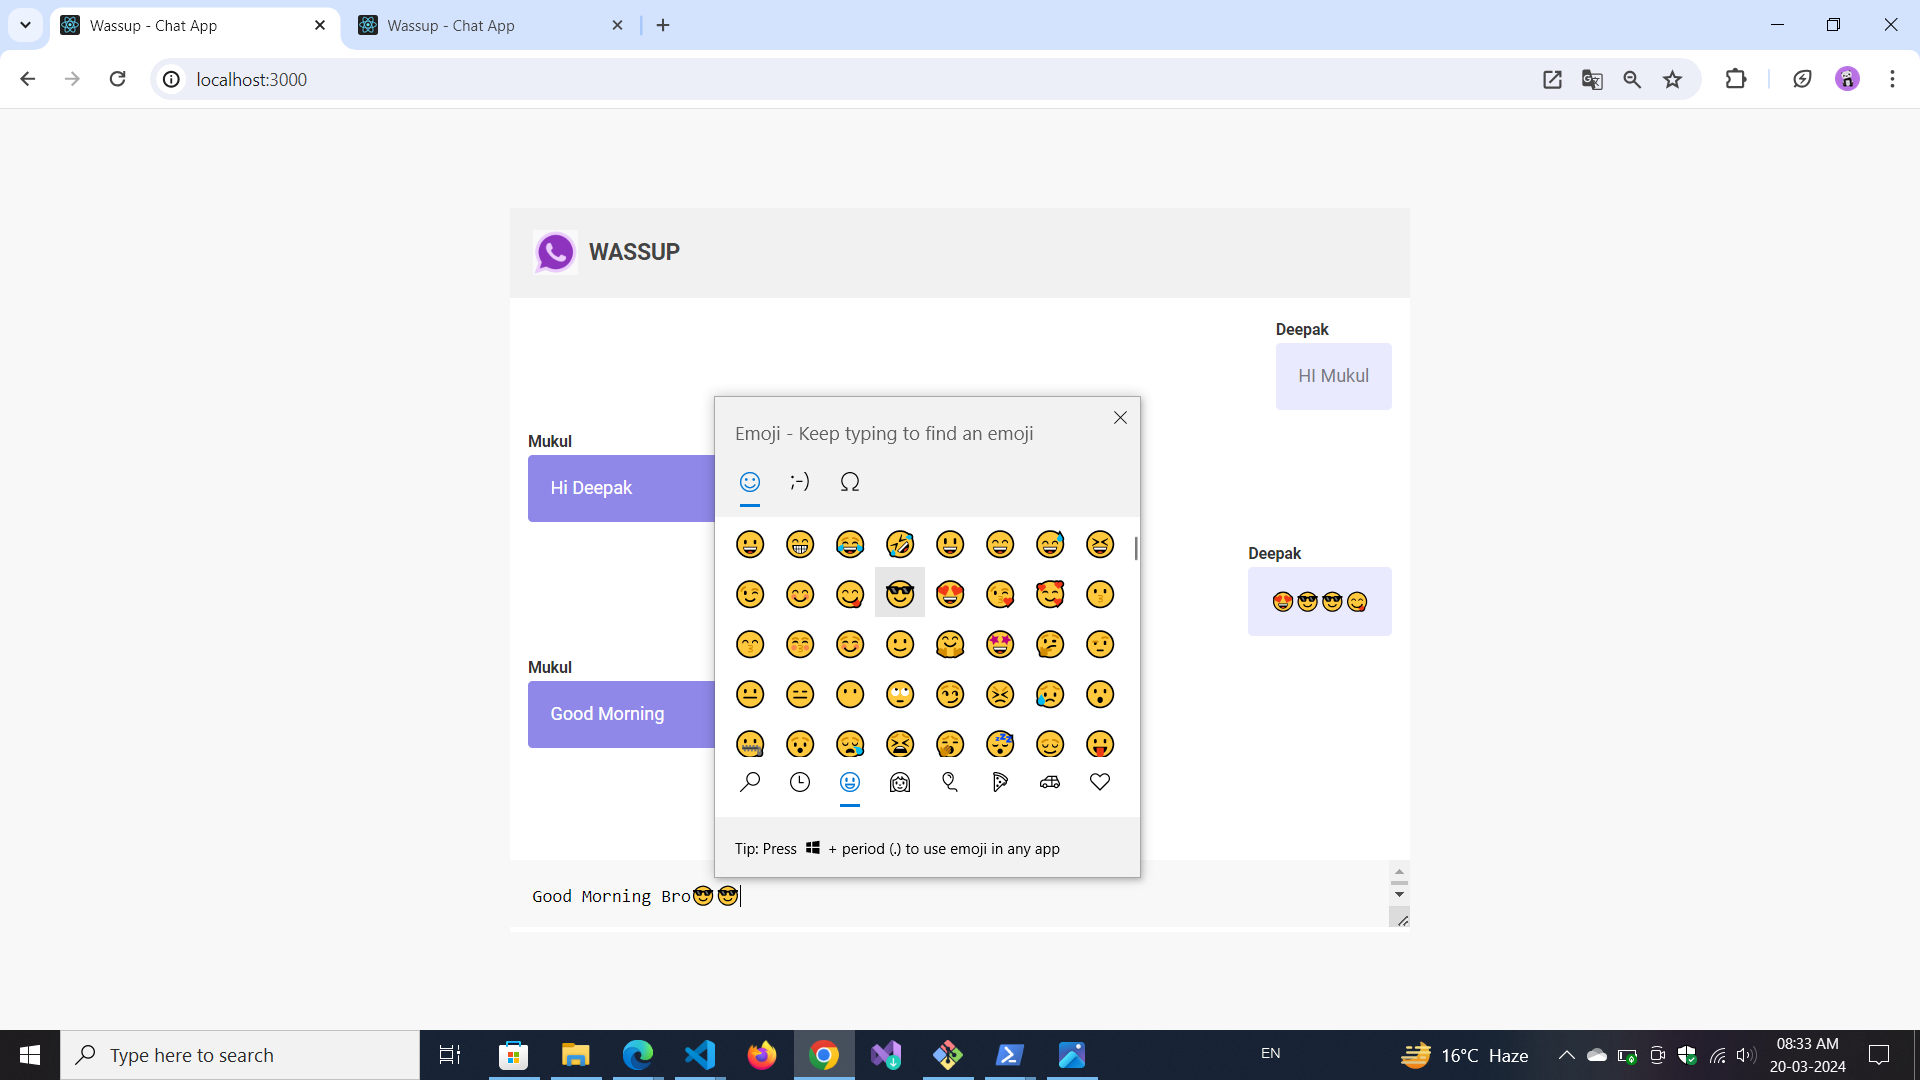 Wassup - Chat App
Wassup - Chat App
localhost:3000
WASSUP
Deepak
HI Mukul
Mukul
Hi Deepak
Deepak
😍😎😎😋
Mukul
Good Morning
Emoji - Keep typing to find an emoji
;-)
Ω
Tip: Press + period (.) to use emoji in any app
Good Morning Bro😎😎
Type here to search
EN
16°C Haze
08:33 AM
20-03-2024